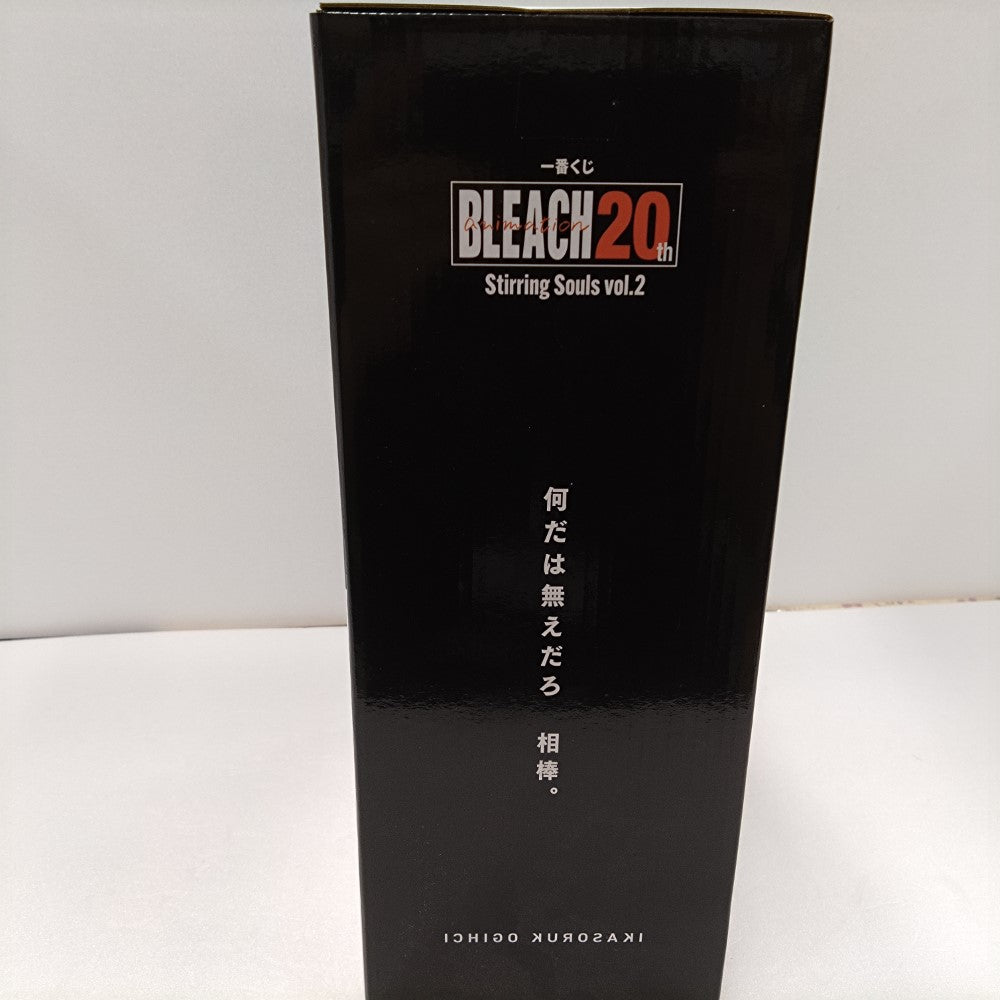 一番くじ
BLEACH 20th
animation
Stirring Souls vol.2
何だは無えだろ 相棒。
IKASORUK OGIHCI